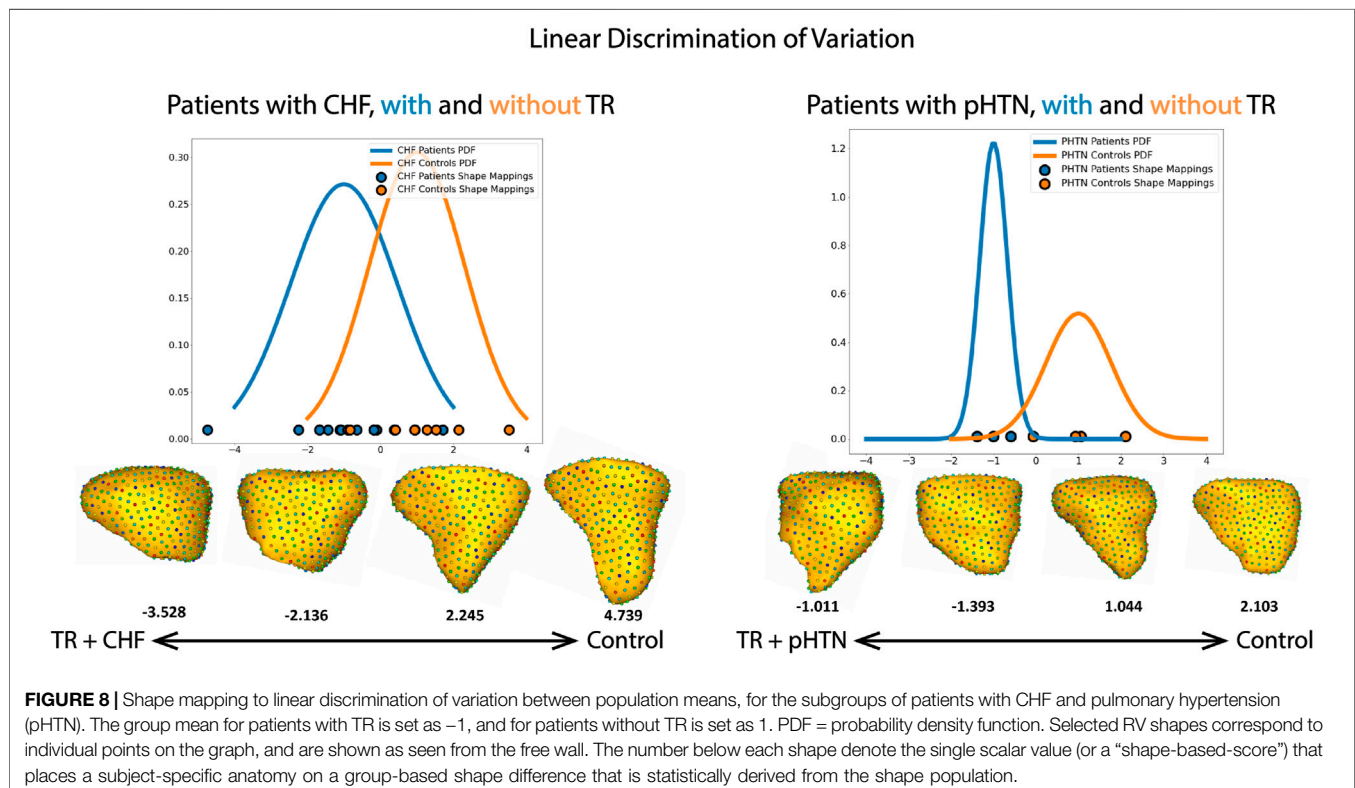 Linear Discrimination of Variation
Patients with CHF, with and without TR
CHF Patients PDF
CHF Controls PDF
CHF Patients Shape Mappings
CHF Controls Shape Mappings
0.30
0.25
0.20
0.15
0.10
0.05
0.00
−4 −2 0 2 4
-3.528 -2.136 2.245 4.739
TR + CHF Control
Patients with pHTN, with and without TR
PHTN Patients PDF
PHTN Controls PDF
PHTN Patients Shape Mappings
PHTN Controls Shape Mappings
1.2
1.0
0.8
0.6
0.4
0.2
0.0
−4 −3 −2 −1 0 1 2 3 4
-1.011 -1.393 1.044 2.103
TR + pHTN Control
FIGURE 8 | Shape mapping to linear discrimination of variation between population means, for the subgroups of patients with CHF and pulmonary hypertension
(pHTN). The group mean for patients with TR is set as −1, and for patients without TR is set as 1. PDF = probability density function. Selected RV shapes correspond to
individual points on the graph, and are shown as seen from the free wall. The number below each shape denote the single scalar value (or a “shape-based-score”) that
places a subject-specific anatomy on a group-based shape difference that is statistically derived from the shape population.